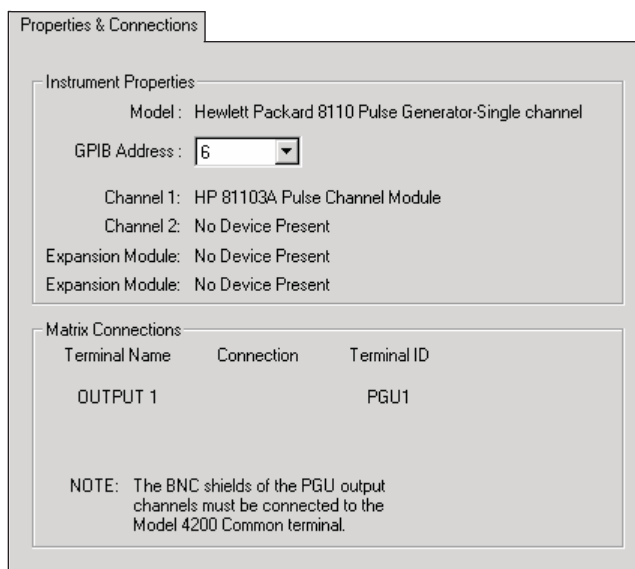 Properties & Connections
Instrument Properties
Model : Hewlett Packard 8110 Pulse Generator-Single channel
GPIB Address : 6
Channel 1: HP 81103A Pulse Channel Module
Channel 2: No Device Present
Expansion Module: No Device Present
Expansion Module: No Device Present
Matrix Connections
Terminal Name Connection Terminal ID
OUTPUT 1 PGU1
NOTE: The BNC shields of the PGU output
channels must be connected to the
Model 4200 Common terminal.